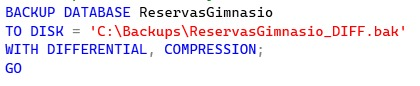 BACKUP DATABASE ReservasGimnasio
TO DISK = 'C:\Backups\ReservasGimnasio_DIFF.bak'
WITH DIFFERENTIAL, COMPRESSION;
GO